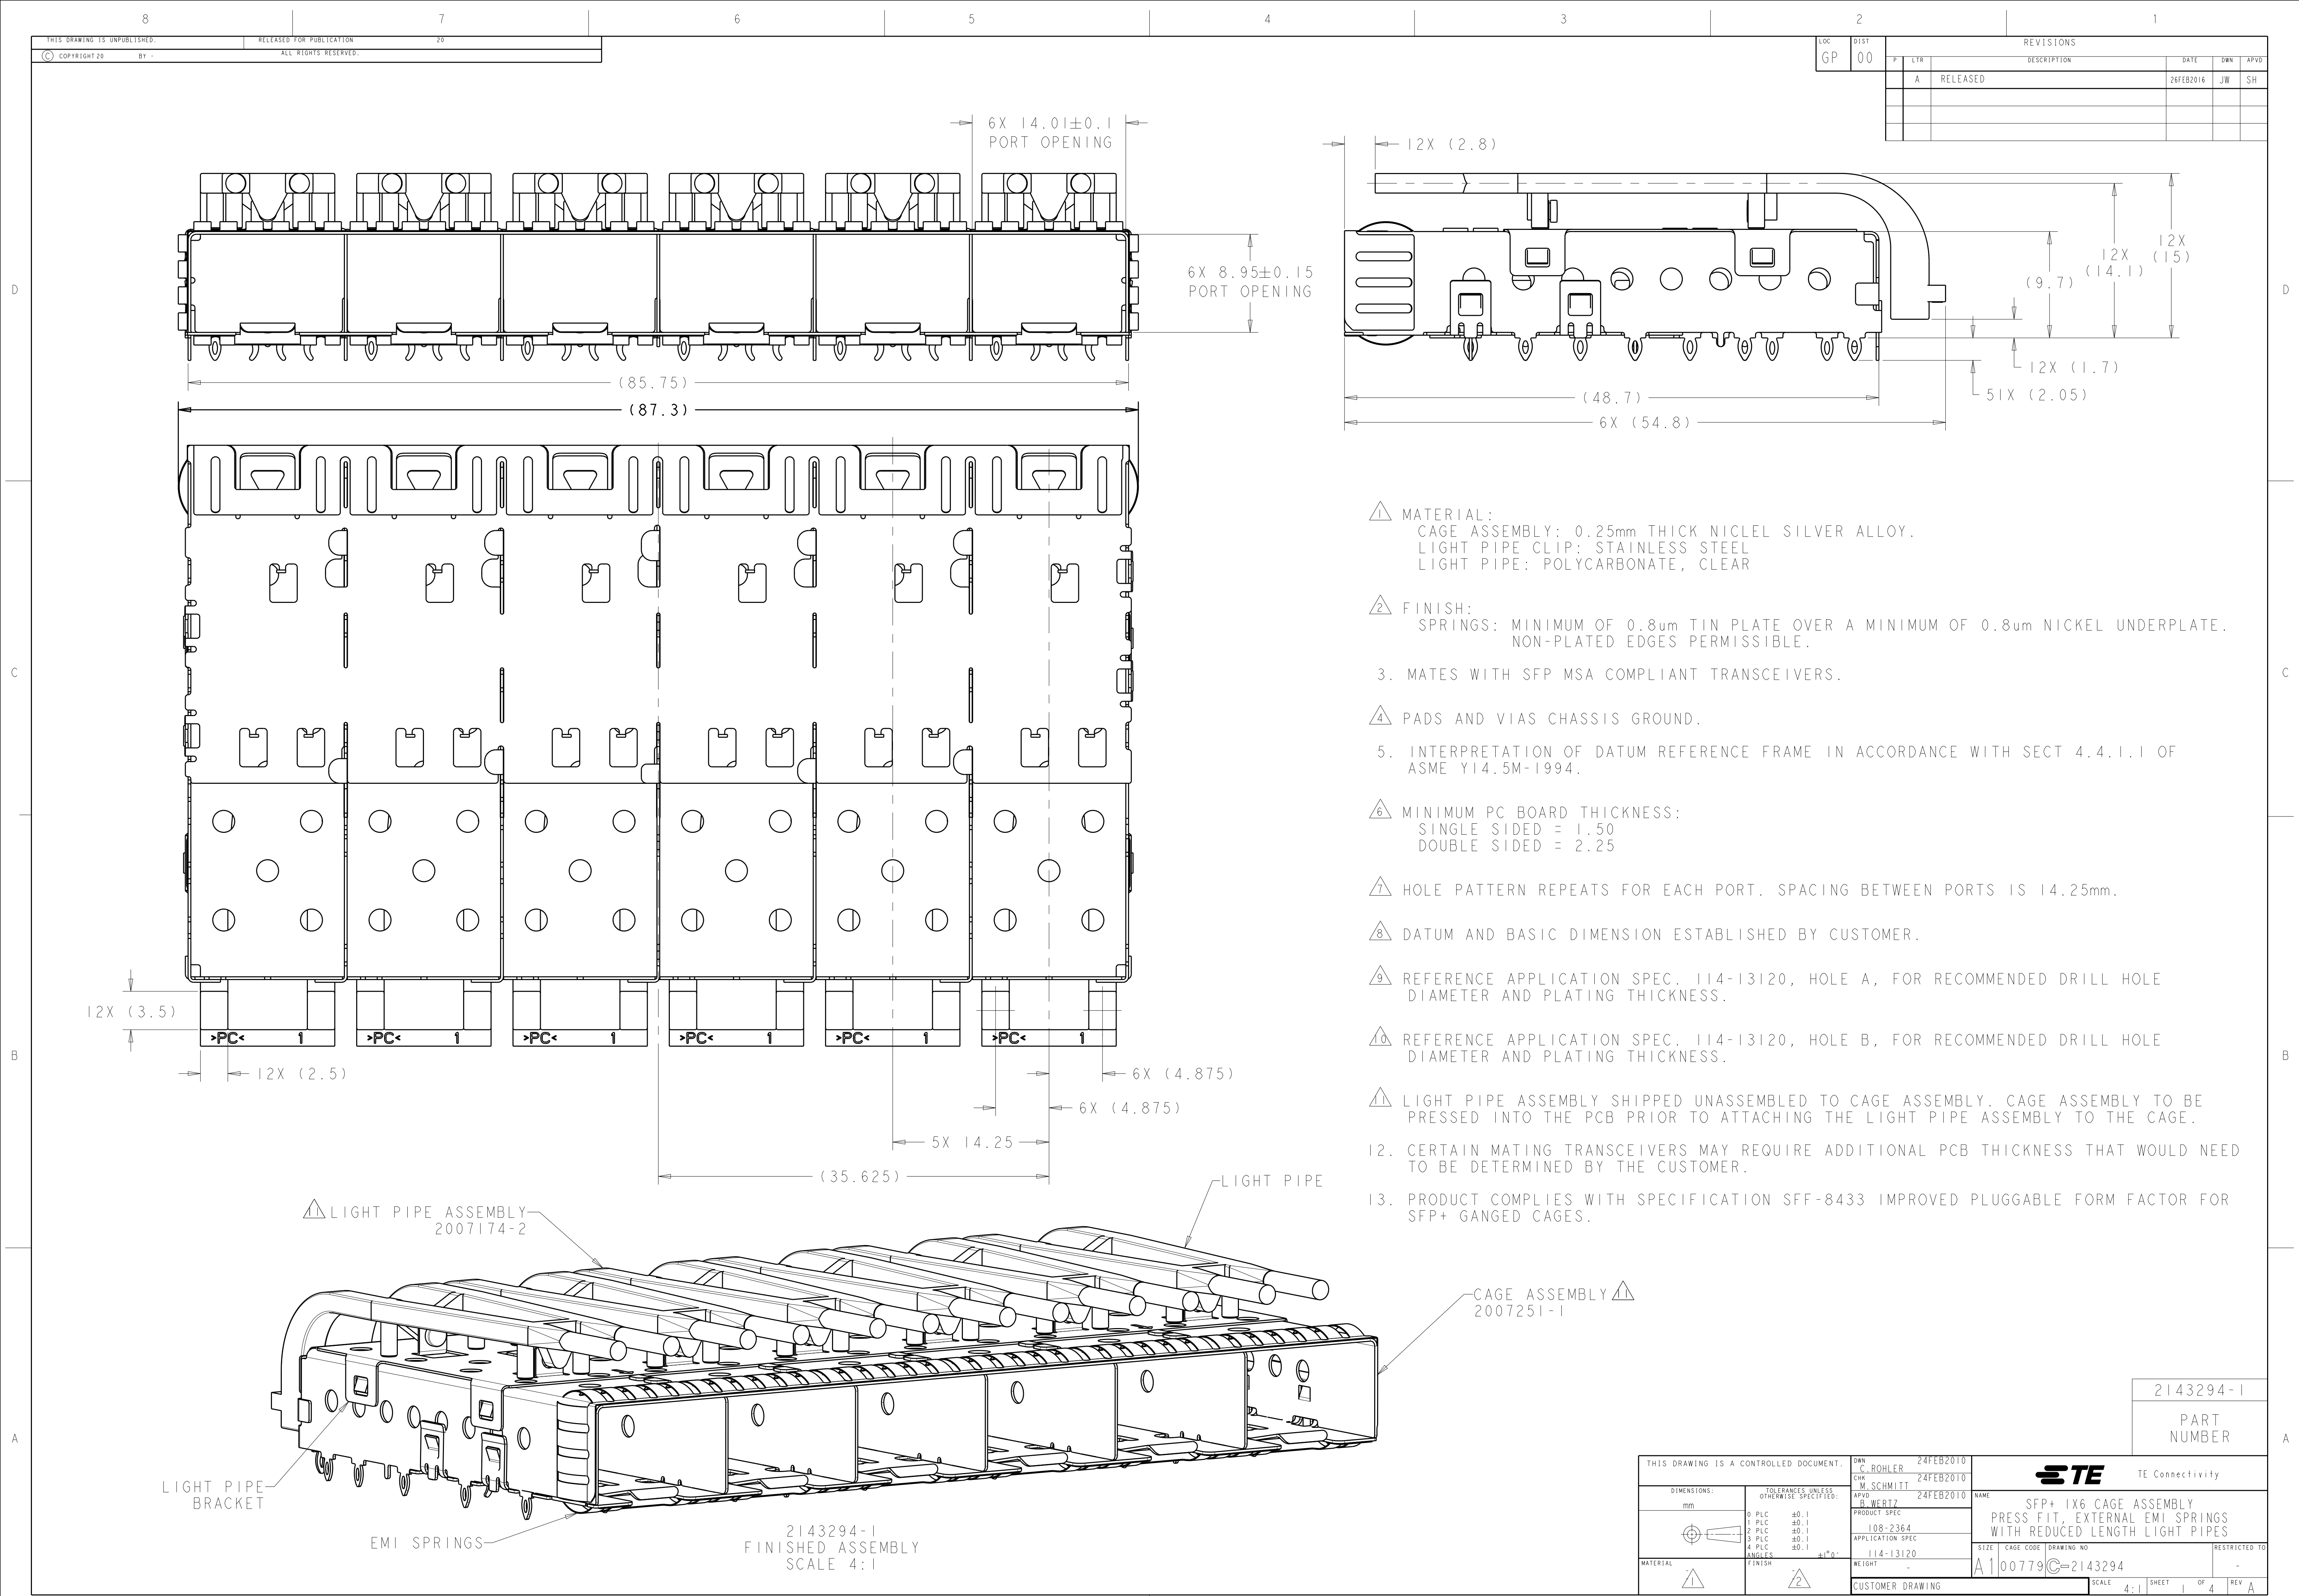 8 7 6 5 4 3 2 1
THIS DRAWING IS UNPUBLISHED. RELEASED FOR PUBLICATION 20
© COPYRIGHT 20 BY - ALL RIGHTS RESERVED.
LOC DIST REVISIONS
GP 00
P LTR DESCRIPTION DATE DWN APVD
A RELEASED 26FEB2016 JW SH
6X 14.01±0.1
PORT OPENING
6X 8.95±0.15
PORT OPENING
(85.75)
(87.3)
12X (2.8)
12X
(15)
12X
(14.1)
(9.7)
12X (1.7)
51X (2.05)
(48.7)
6X (54.8)
D D
C C
B B
A A
1 MATERIAL:
CAGE ASSEMBLY: 0.25mm THICK NICLEL SILVER ALLOY.
LIGHT PIPE CLIP: STAINLESS STEEL
LIGHT PIPE: POLYCARBONATE, CLEAR
2 FINISH:
SPRINGS: MINIMUM OF 0.8um TIN PLATE OVER A MINIMUM OF 0.8um NICKEL UNDERPLATE.
NON-PLATED EDGES PERMISSIBLE.
3. MATES WITH SFP MSA COMPLIANT TRANSCEIVERS.
4 PADS AND VIAS CHASSIS GROUND.
5. INTERPRETATION OF DATUM REFERENCE FRAME IN ACCORDANCE WITH SECT 4.4.1.1 OF
ASME Y14.5M-1994.
6 MINIMUM PC BOARD THICKNESS:
SINGLE SIDED = 1.50
DOUBLE SIDED = 2.25
7 HOLE PATTERN REPEATS FOR EACH PORT. SPACING BETWEEN PORTS IS 14.25mm.
8 DATUM AND BASIC DIMENSION ESTABLISHED BY CUSTOMER.
9 REFERENCE APPLICATION SPEC. 114-13120, HOLE A, FOR RECOMMENDED DRILL HOLE
DIAMETER AND PLATING THICKNESS.
10 REFERENCE APPLICATION SPEC. 114-13120, HOLE B, FOR RECOMMENDED DRILL HOLE
DIAMETER AND PLATING THICKNESS.
11 LIGHT PIPE ASSEMBLY SHIPPED UNASSEMBLED TO CAGE ASSEMBLY. CAGE ASSEMBLY TO BE
PRESSED INTO THE PCB PRIOR TO ATTACHING THE LIGHT PIPE ASSEMBLY TO THE CAGE.
12. CERTAIN MATING TRANSCEIVERS MAY REQUIRE ADDITIONAL PCB THICKNESS THAT WOULD NEED
TO BE DETERMINED BY THE CUSTOMER.
13. PRODUCT COMPLIES WITH SPECIFICATION SFF-8433 IMPROVED PLUGGABLE FORM FACTOR FOR
SFP+ GANGED CAGES.
12X (3.5)
>PC< 1 >PC< 1 >PC< 1 >PC< 1 >PC< 1 >PC< 1
12X (2.5)
6X (4.875)
6X (4.875)
5X 14.25
(35.625)
11 LIGHT PIPE ASSEMBLY
2007174-2
LIGHT PIPE
CAGE ASSEMBLY 11
2007251-1
LIGHT PIPE
BRACKET
EMI SPRINGS
2143294-1
FINISHED ASSEMBLY
SCALE 4:1
2143294-1
PART
NUMBER
THIS DRAWING IS A CONTROLLED DOCUMENT.
DIMENSIONS:
mm
TOLERANCES UNLESS
OTHERWISE SPECIFIED:
0 PLC ±0.1
1 PLC ±0.1
2 PLC ±0.1
3 PLC ±0.1
4 PLC ±0.1
ANGLES ±1°0'
MATERIAL FINISH
1 2
DWN 24FEB2010
C.ROHLER
CHK 24FEB2010
M.SCHMITT
APVD 24FEB2010
B.WERTZ
PRODUCT SPEC
108-2364
APPLICATION SPEC
114-13120
WEIGHT
-
CUSTOMER DRAWING
TE TE Connectivity
NAME
SFP+ 1X6 CAGE ASSEMBLY
PRESS FIT, EXTERNAL EMI SPRINGS
WITH REDUCED LENGTH LIGHT PIPES
SIZE CAGE CODE DRAWING NO RESTRICTED TO
A1 00779 C=2143294 -
SCALE 4:1 SHEET 1 OF 4 REV A